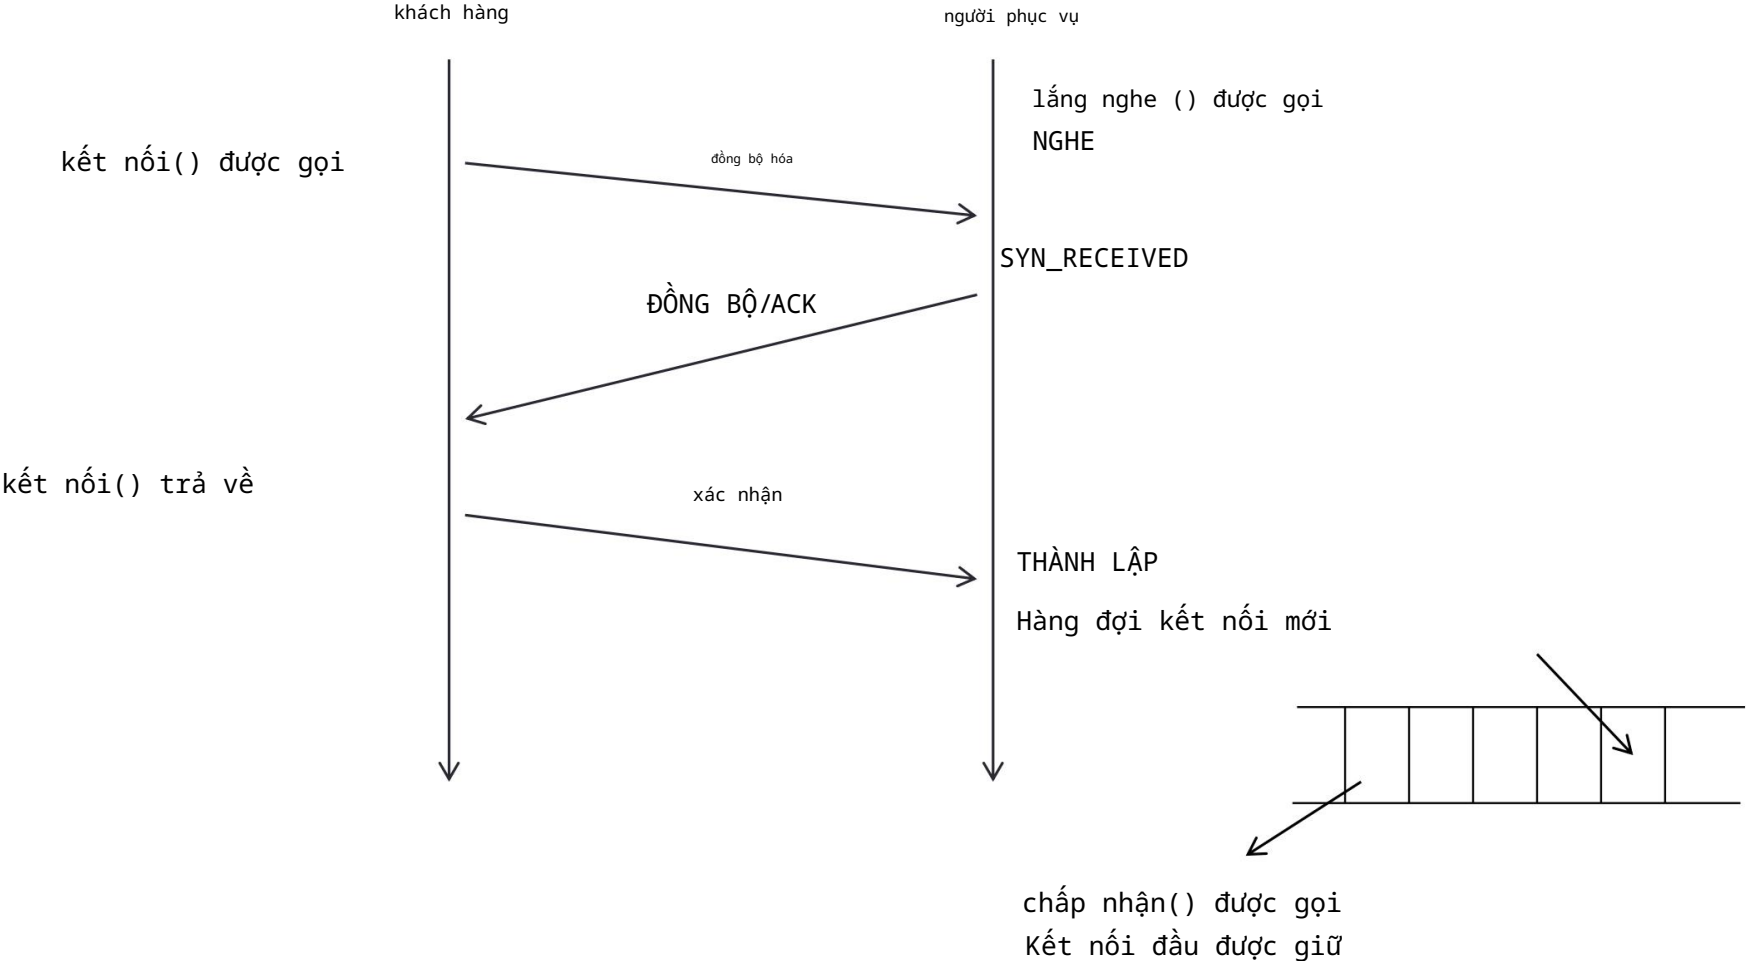 khách hàng
người phục vụ
lắng nghe () được gọi
NGHE
kết nối() được gọi
đồng bộ hóa
SYN_RECEIVED
ĐỒNG BỘ/ACK
kết nối() trả về
xác nhận
THÀNH LẬP
Hàng đợi kết nối mới
chấp nhận() được gọi
Kết nối đầu được giữ